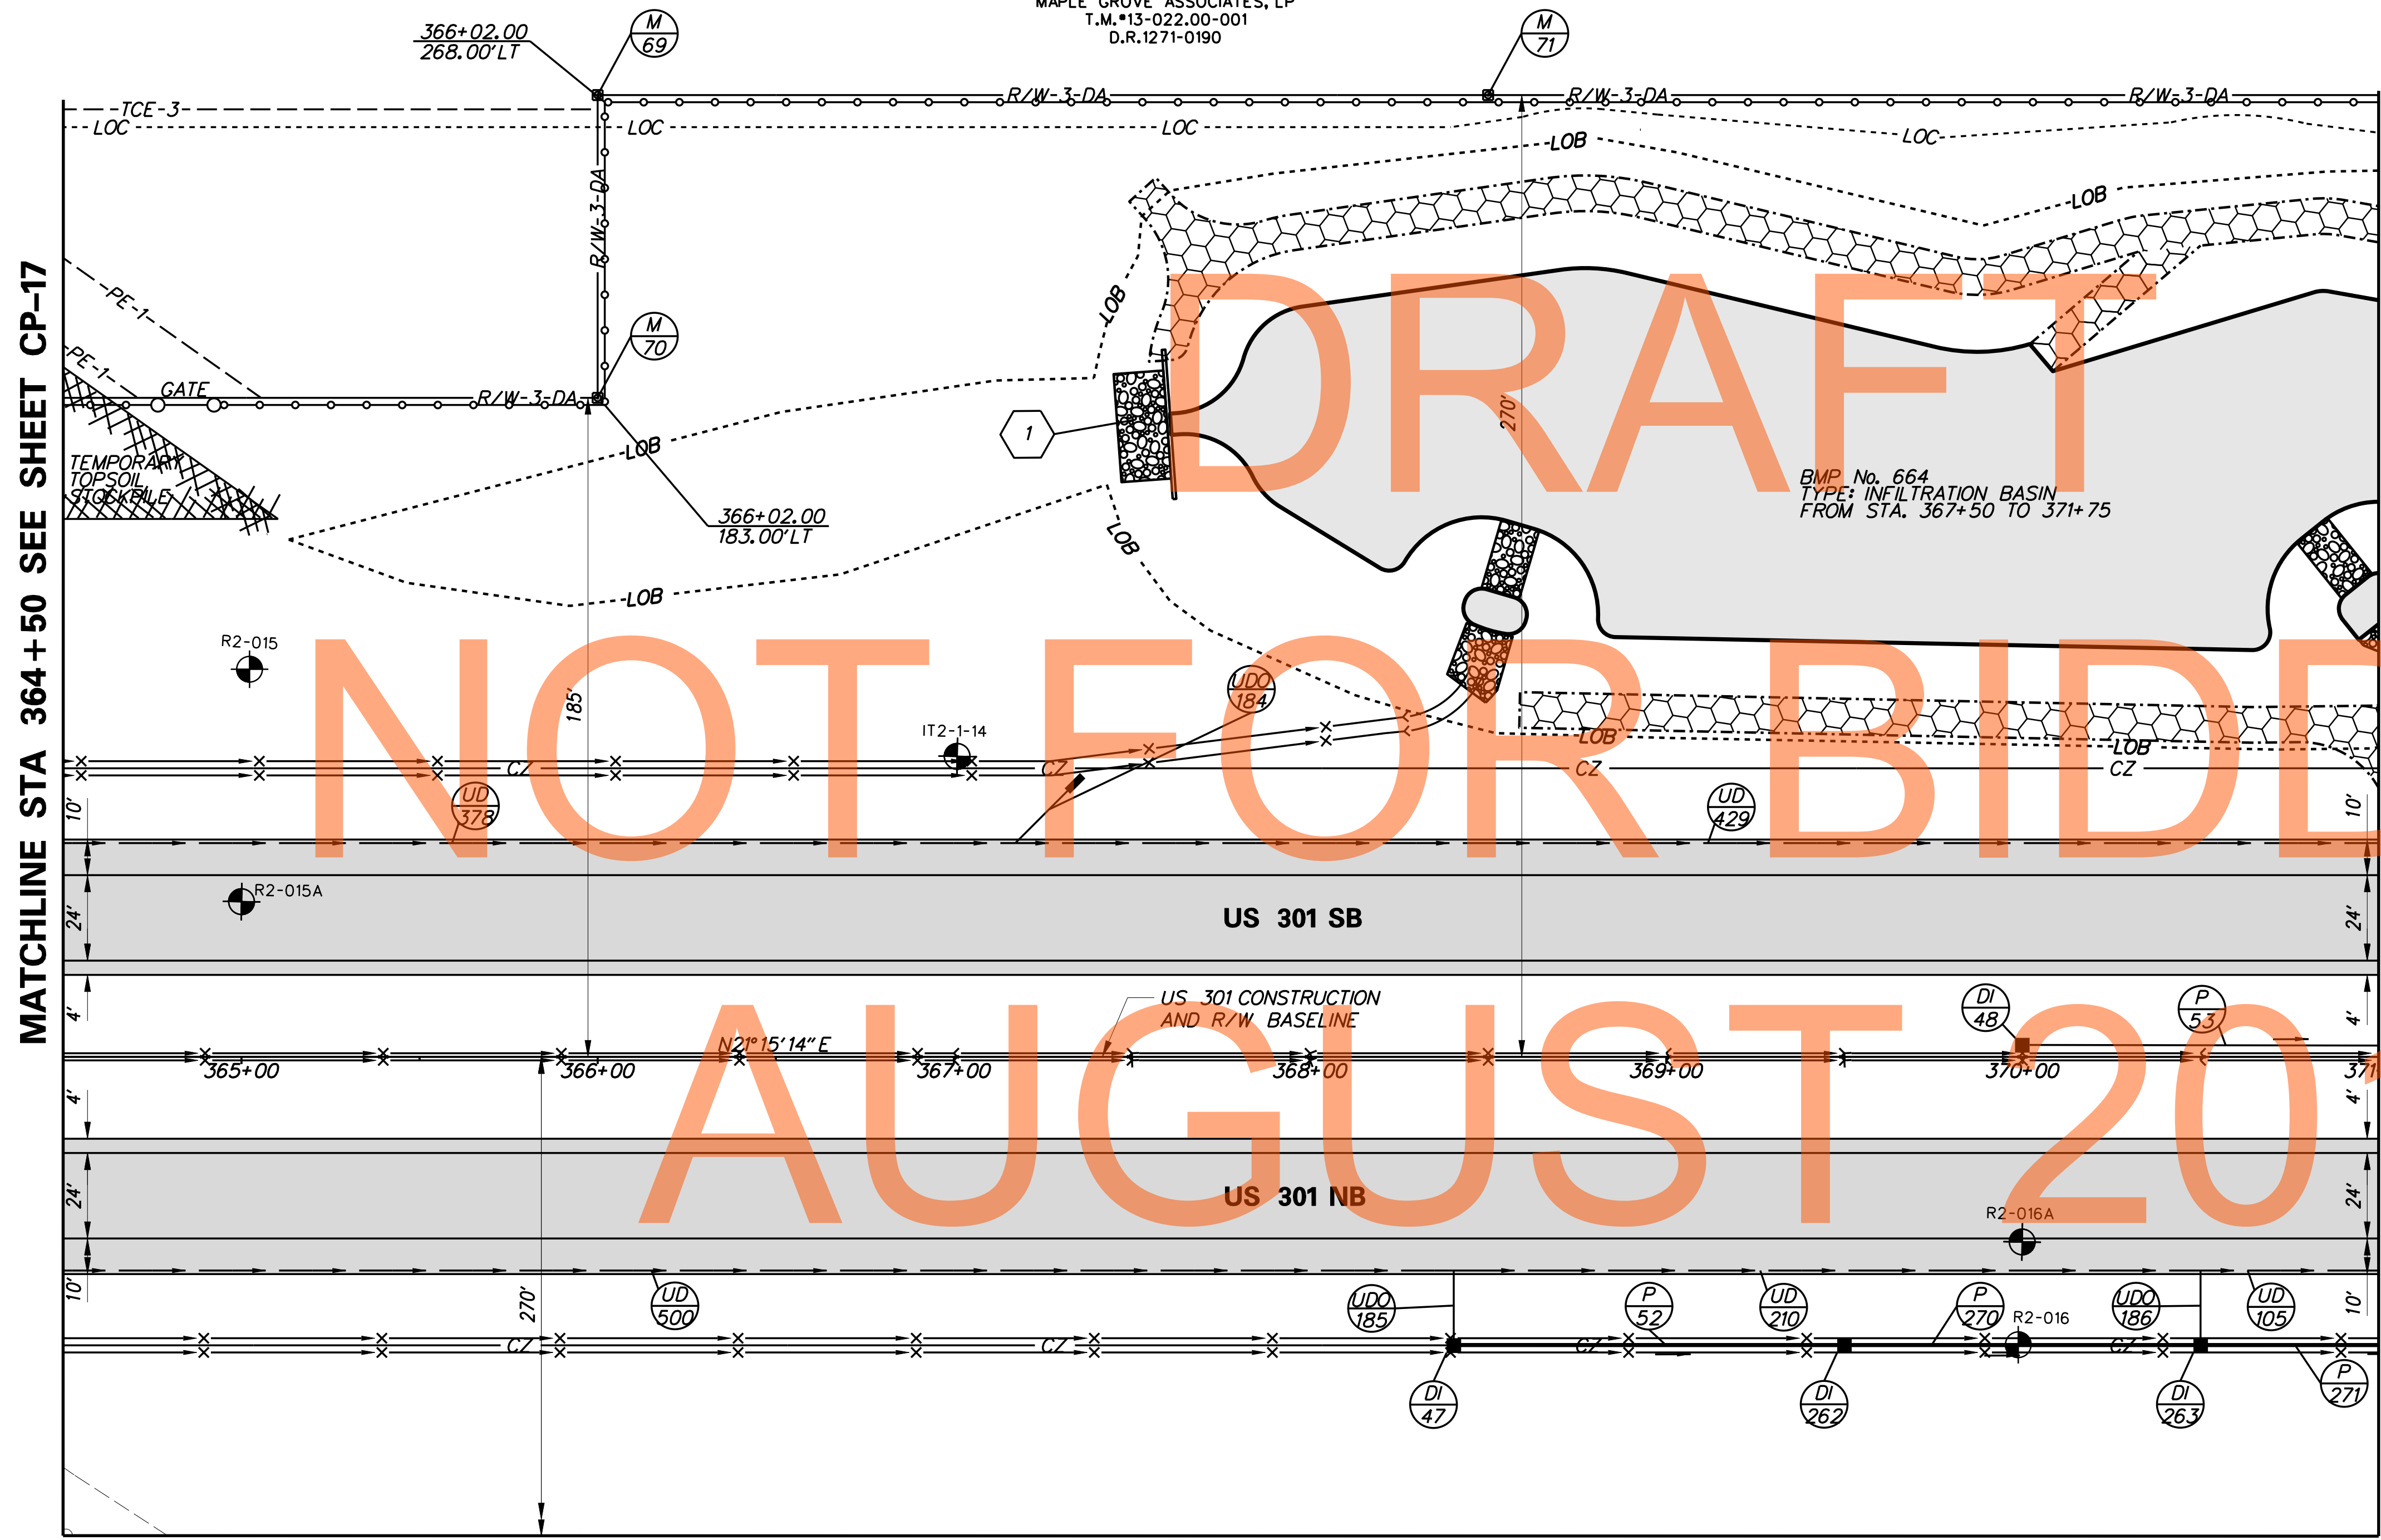 MAPLE GROVE ASSOCIATES, LP
T.M.#13-022.00-001
D.R.1271-0190
366+02.00
268.00'LT
M
69
M
71
TCE-3
R/W-3-DA
R/W-3-DA
R/W-3-DA
LOC
LOC
LOC
LOC
LOB
LOB
R/W-3-DA
PE-1
PE-1
GATE
R/W-3-DA
M
70
LOB
1
270'
DRAFT
TEMPORARY
TOPSOIL
STOCKPILE
LOB
366+02.00
183.00'LT
LOB
BMP No. 664
TYPE: INFILTRATION BASIN
FROM STA. 367+50 TO 371+75
LOB
MATCHLINE STA 364+50 SEE SHEET CP-17
R2-015
185'
NOT FOR BIDD
UDO
184
IT2-1-14
LOB
LOB
CZ
CZ
CZ
CZ
10'
UD
378
UD
429
10'
R2-015A
24'
US 301 SB
24'
4'
US 301 CONSTRUCTION
AND R/W BASELINE
DI
48
P
53
4'
N21°15'14"E
365+00
366+00
367+00
368+00
369+00
370+00
371
4'
4'
AUGUST 20
24'
US 301 NB
24'
R2-016A
10'
UD
500
270'
UDO
185
P
52
UD
210
P
270
R2-016
UDO
186
UD
105
10'
CZ
CZ
CZ
CZ
DI
47
DI
262
DI
263
P
271